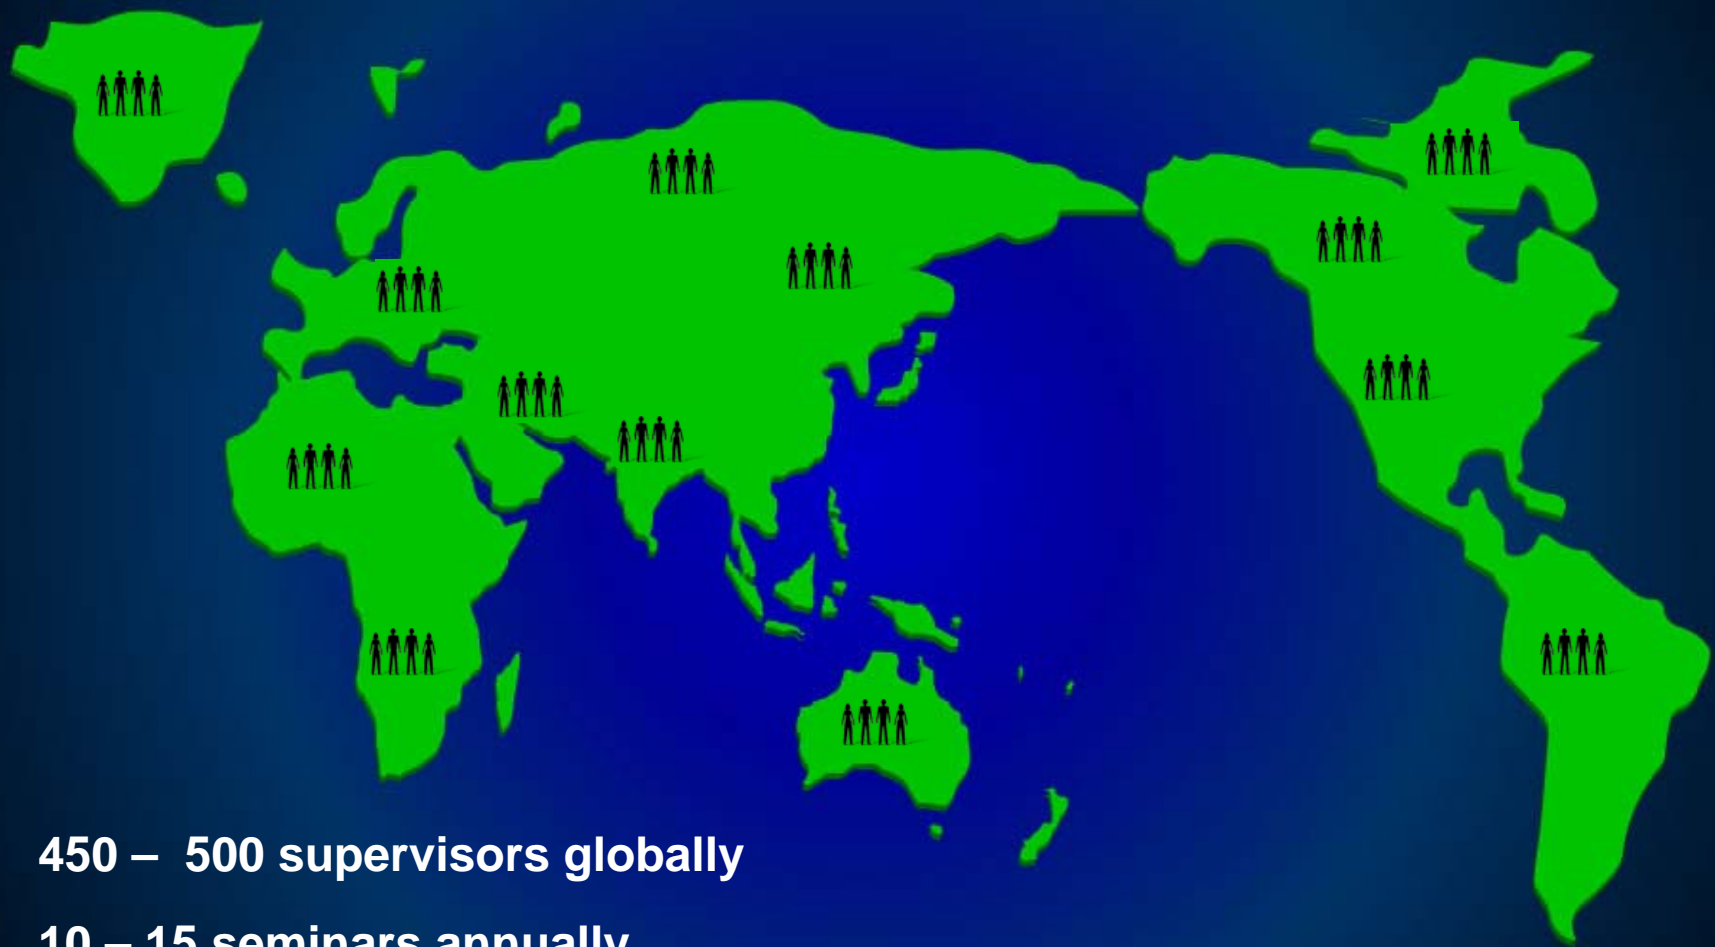 450 – 500 supervisors globally
10 – 15 seminars annually